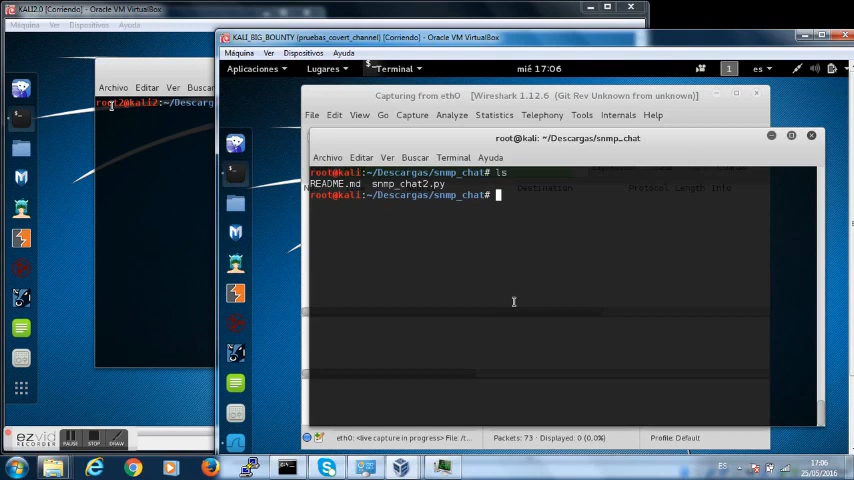 KALI2.0 [Corriendo] - Oracle VM VirtualBox
Máquina Ver Dispositivos Ayuda
KALI_BIG_BOUNTY (pruebas_covert_channel) [Corriendo] - Oracle VM VirtualBox
Máquina Ver Dispositivos Ayuda
Aplicaciones Lugares Terminal mié 17:06 1 es
Archivo Editar Ver Buscar
root2@kali2:~/Descarg
Capturing from eth0 [Wireshark 1.12.6 (Git Rev Unknown from unknown)]
File Edit View Go Capture Analyze Statistics Telephony Tools Internals Help
root@kali: ~/Descargas/snmp_chat
Archivo Editar Ver Buscar Terminal Ayuda
root@kali:~/Descargas/snmp_chat# ls
README.md snmp_chat2.py
Destination Protocol Length Info
root@kali:~/Descargas/snmp_chat#
eth0: <live capture in progress> File: /t... Packets: 73 · Displayed: 0 (0,0%) Profile: Default
ezvid
RECORDER
PAUSE STOP DRAW
ES 17:06
25/05/2016